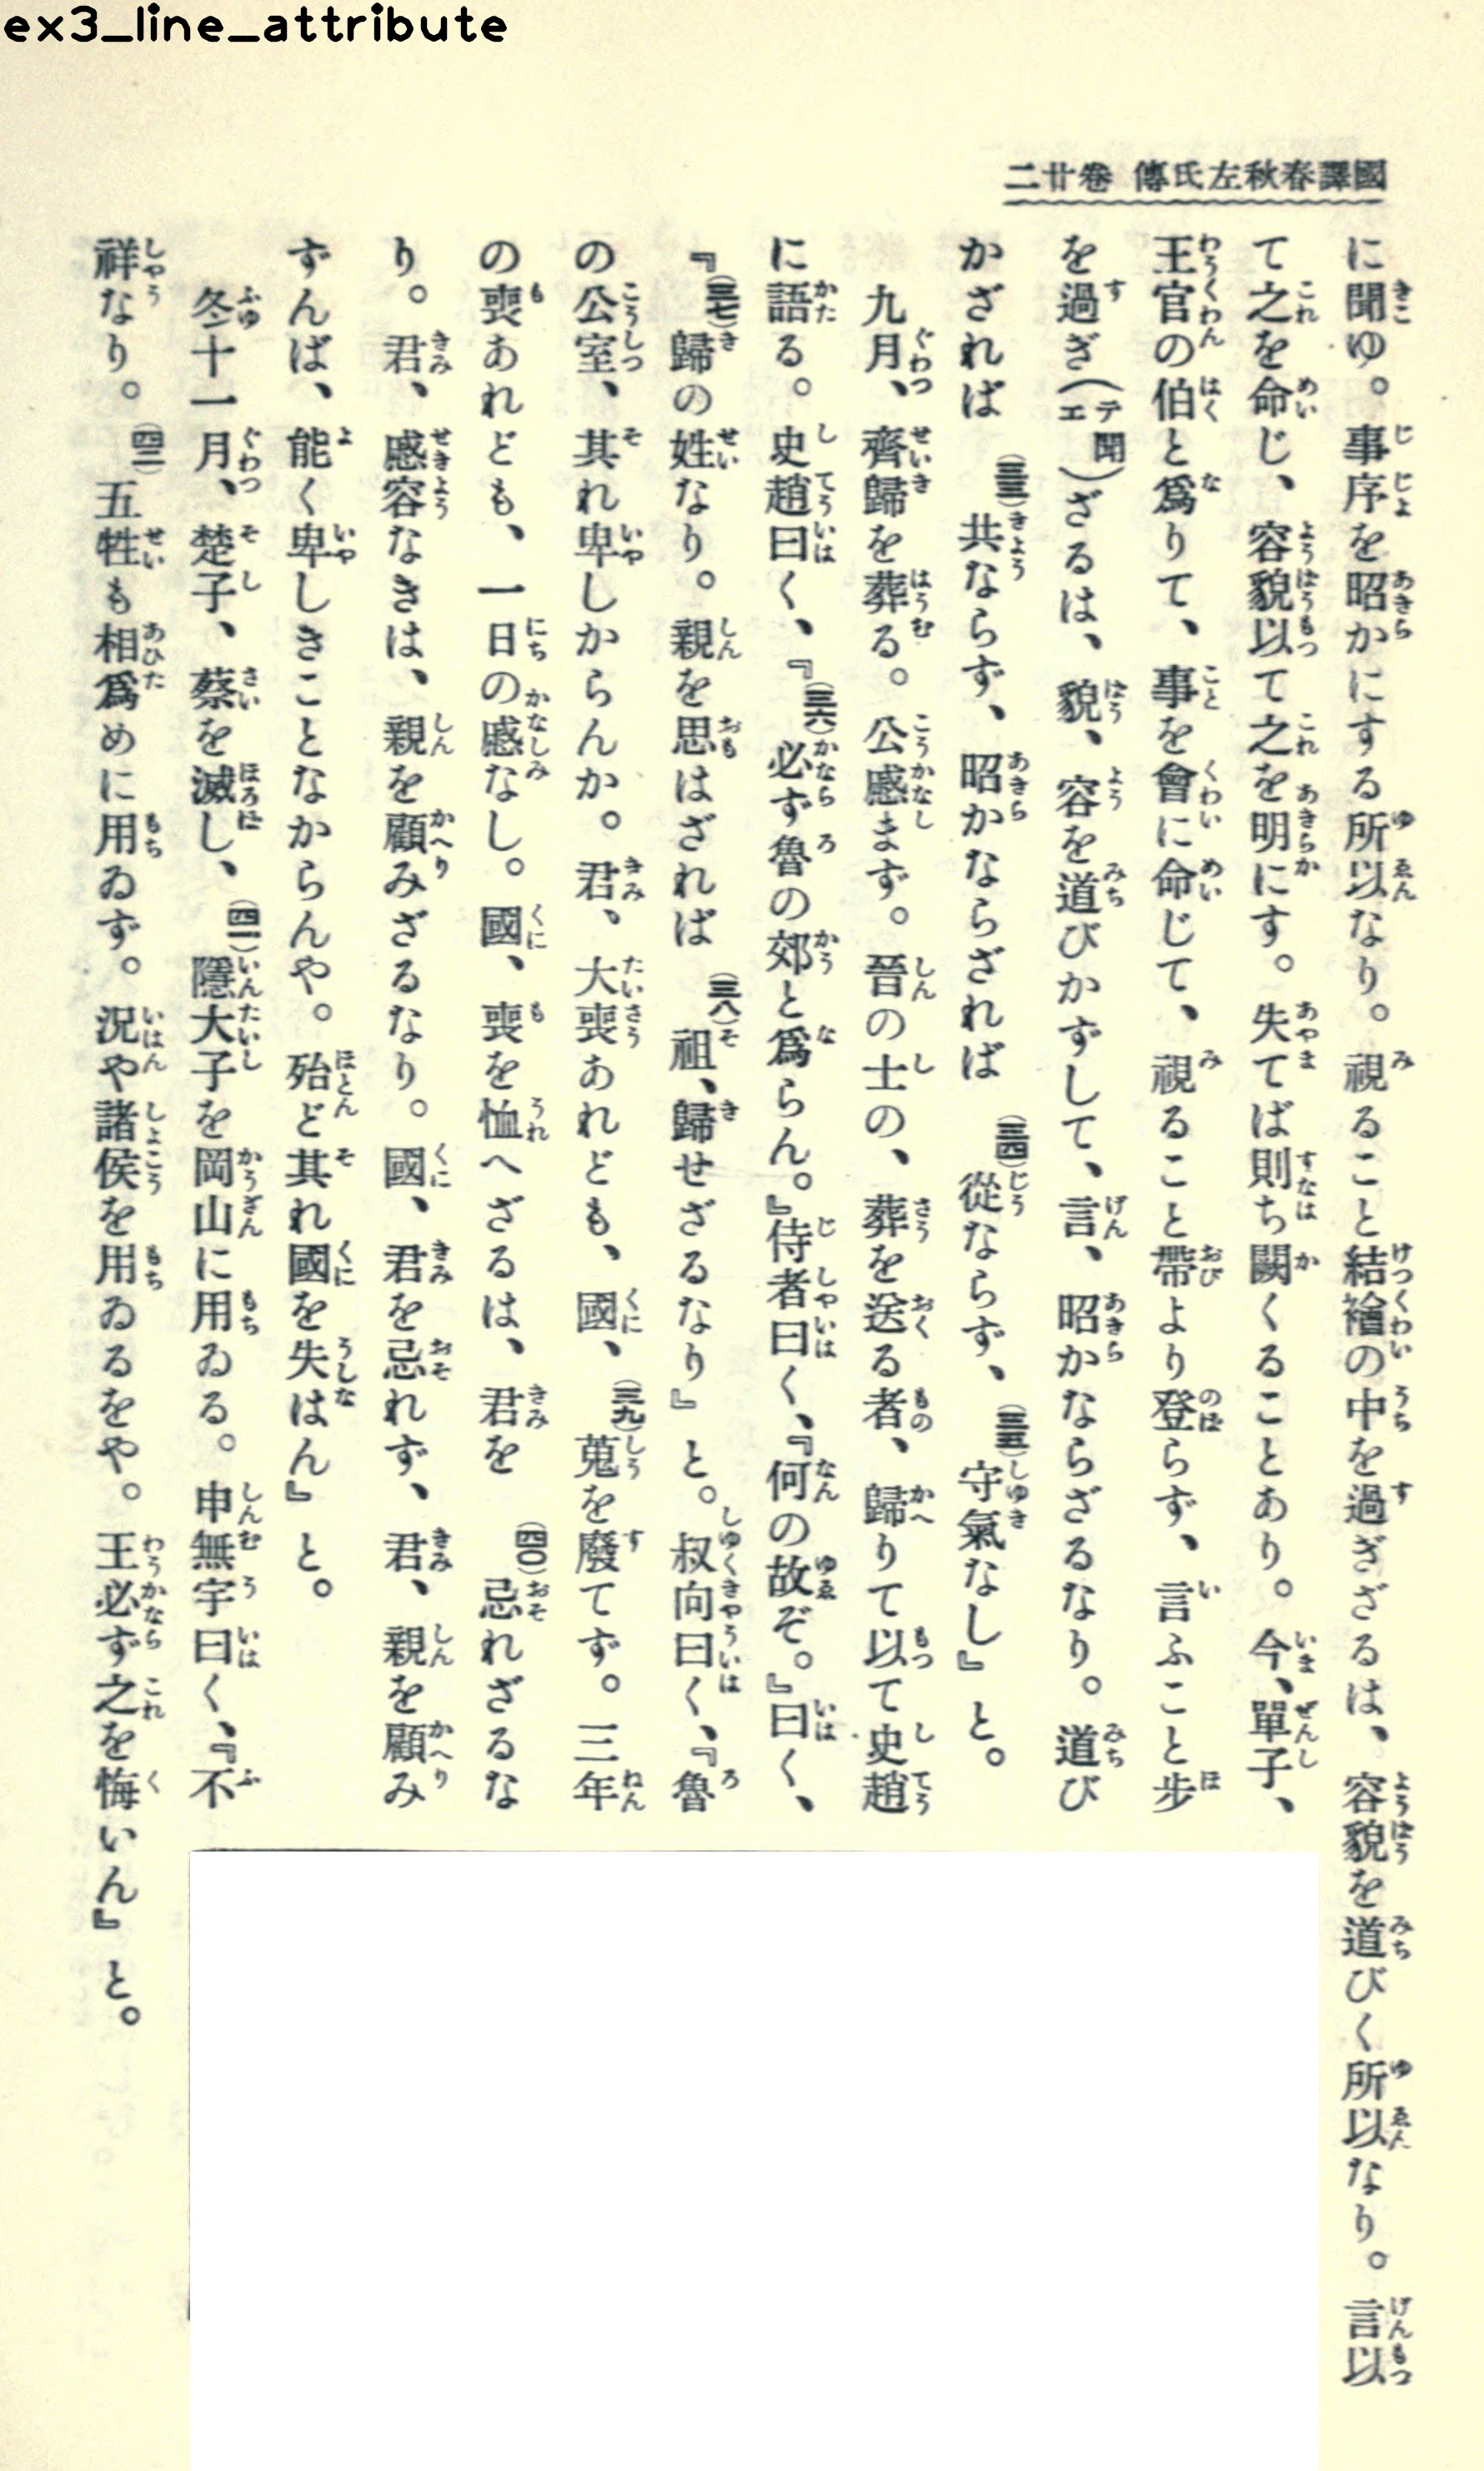 ex3_line_attribute
二廿卷 傳氏左秋春譯國
に聞ゆ。事序を昭かにする所以なり。視ること結襘の中を過ぎざるは、容貌を道びく所以なり。言以
て之を命じ、容貌以て之を明にす。失てば則ち闕くることあり。今、單子、
王官の伯と爲りて、事を會に命じて、視ること帶より登らず、言ふこと步
を過ぎ(テ聞エ)ざるは、貌、容を道びかずして、言、昭かならざるなり。道び
かざれば(三三)共ならず、昭かならざれば(三四)從ならず、(三五)守氣なし』と。
九月、齊歸を葬る。公慼ます。晉の士の、葬を送る者、歸りて以て史趙
に語る。史趙曰く、『(三六)必ず魯の郊と爲らん。』侍者曰く、『何の故ぞ。』曰く、
『(三七)歸の姓なり。親を思はざれば(三八)祖、歸せざるなり』と。叔向曰く、『魯
の公室、其れ卑しからんか。君、大喪あれども、國、(三九)蒐を廢てず。三年
の喪あれども、一日の慼なし。國、喪を恤へざるは、君を(四〇)忌れざるな
り。君、慼容なきは、親を顧みざるなり。國、君を忌れず、君、親を顧み
ずんば、能く卑しきことなからんや。殆ど其れ國を失はん』と。
冬十一月、楚子、蔡を滅し、(四一)隱大子を岡山に用ゐる。申無宇曰く、『不
祥なり。(四二)五牲も相爲めに用ゐず。況や諸侯を用ゐるをや。王必ず之を悔いん』と。